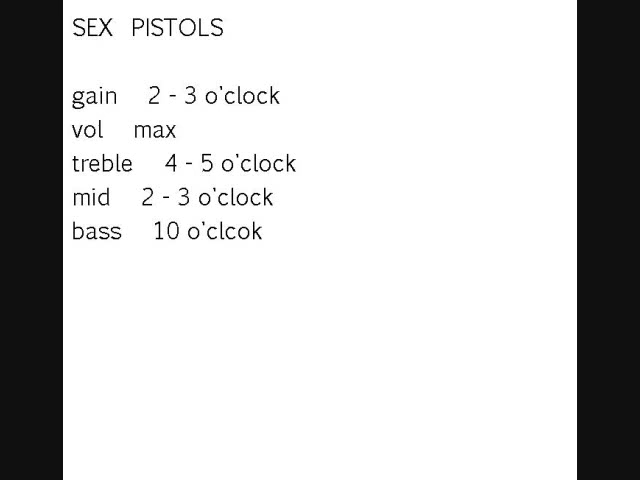 SEX PISTOLS
gain 2 - 3 o'clock
vol max
treble 4 - 5 o'clock
mid 2 - 3 o'clock
bass 10 o'clcok